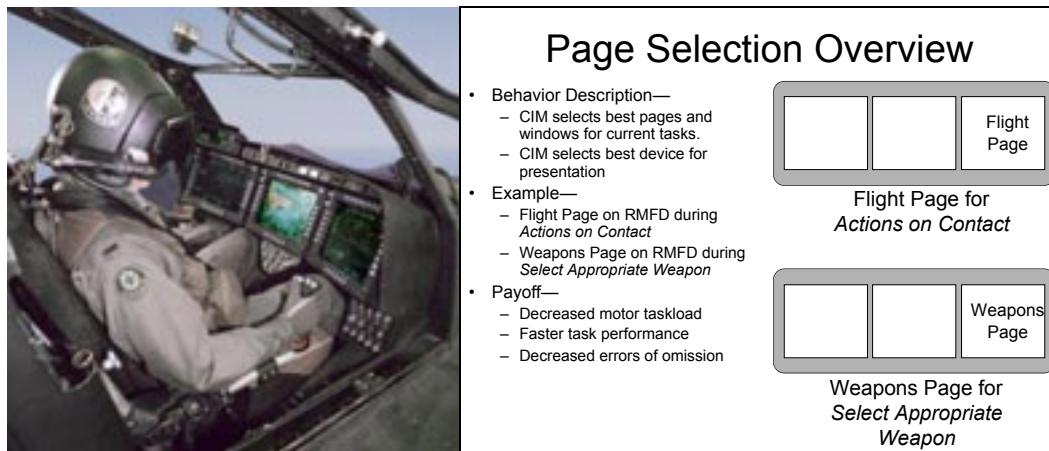 Page Selection Overview
• Behavior Description—
– CIM selects best pages and
windows for current tasks.
– CIM selects best device for
presentation
• Example—
– Flight Page on RMFD during
Actions on Contact
– Weapons Page on RMFD during
Select Appropriate Weapon
• Payoff—
– Decreased motor taskload
– Faster task performance
– Decreased errors of omission
Flight
Page
Flight Page for
Actions on Contact
Weapons
Page
Weapons Page for
Select Appropriate
Weapon